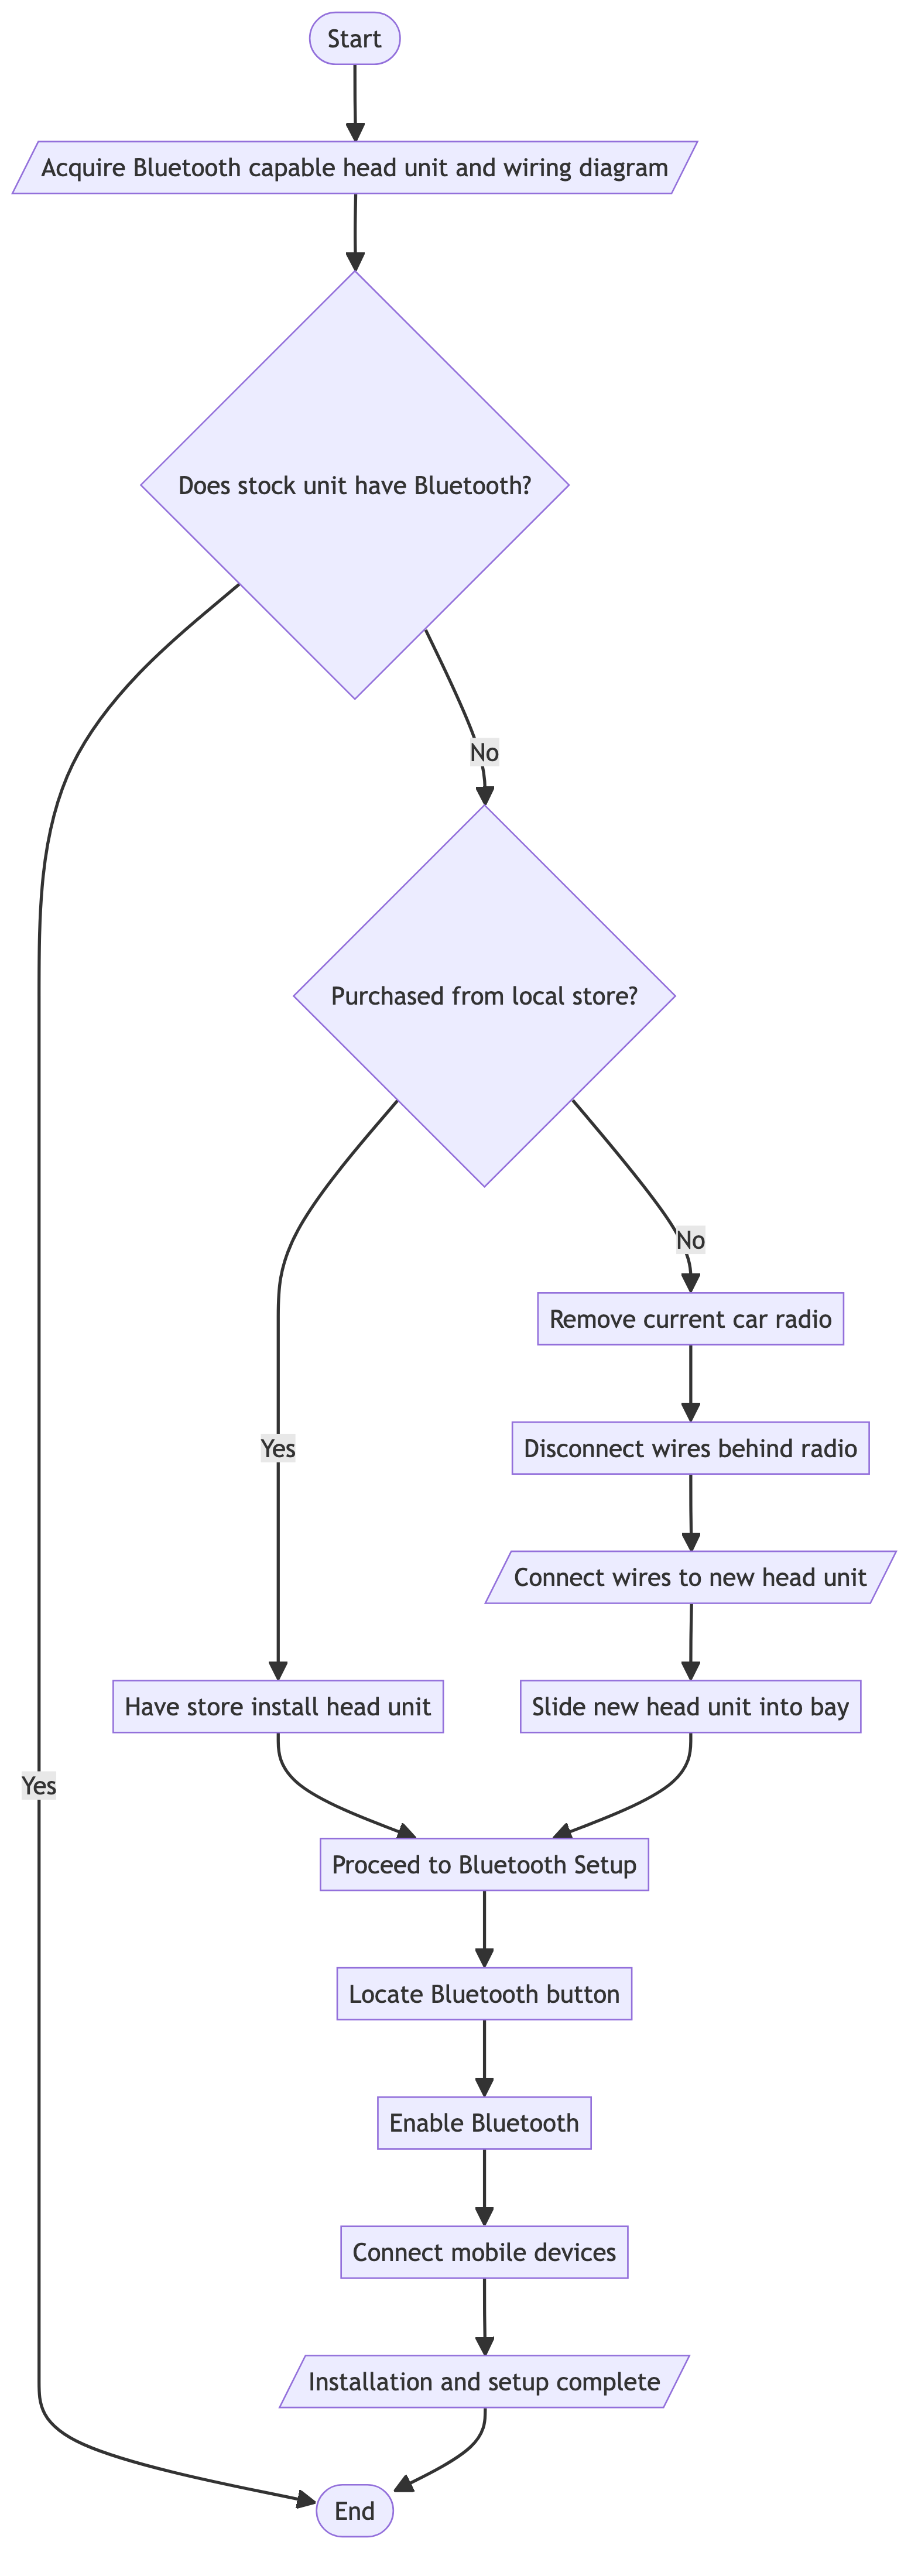 Start
Acquire Bluetooth capable head unit and wiring diagram
Does stock unit have Bluetooth?
No
Purchased from local store?
No
Remove current car radio
Yes
Disconnect wires behind radio
Connect wires to new head unit
Have store install head unit
Slide new head unit into bay
Yes
Proceed to Bluetooth Setup
Locate Bluetooth button
Enable Bluetooth
Connect mobile devices
Installation and setup complete
End